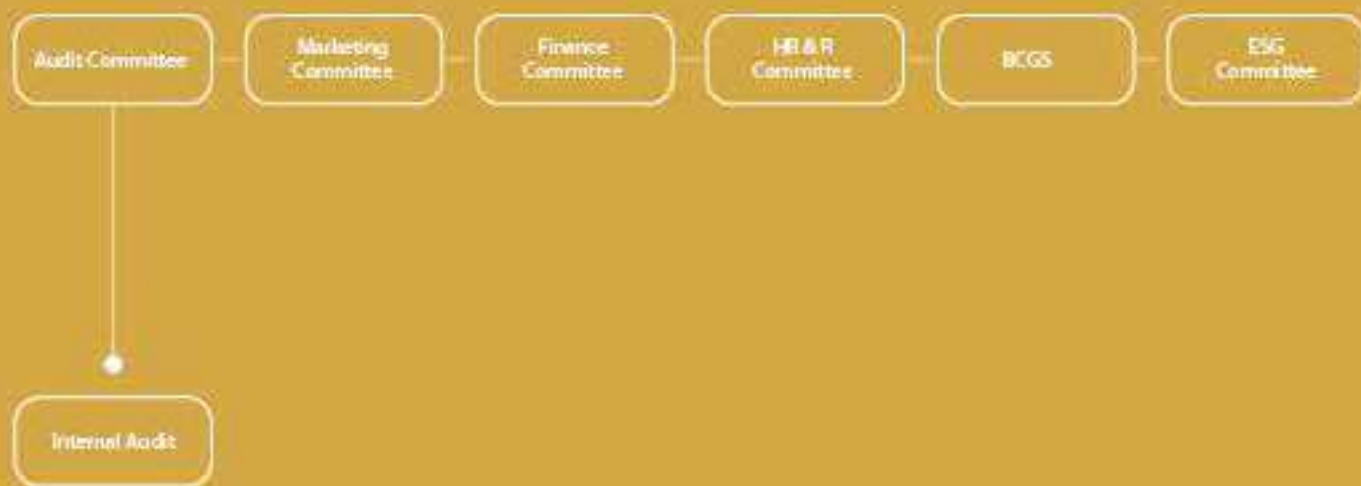 Audit Committee
Marketing
Committee
Finance
Committee
HR & R
Committee
BCGS
ESG
Committee
Internal Audit